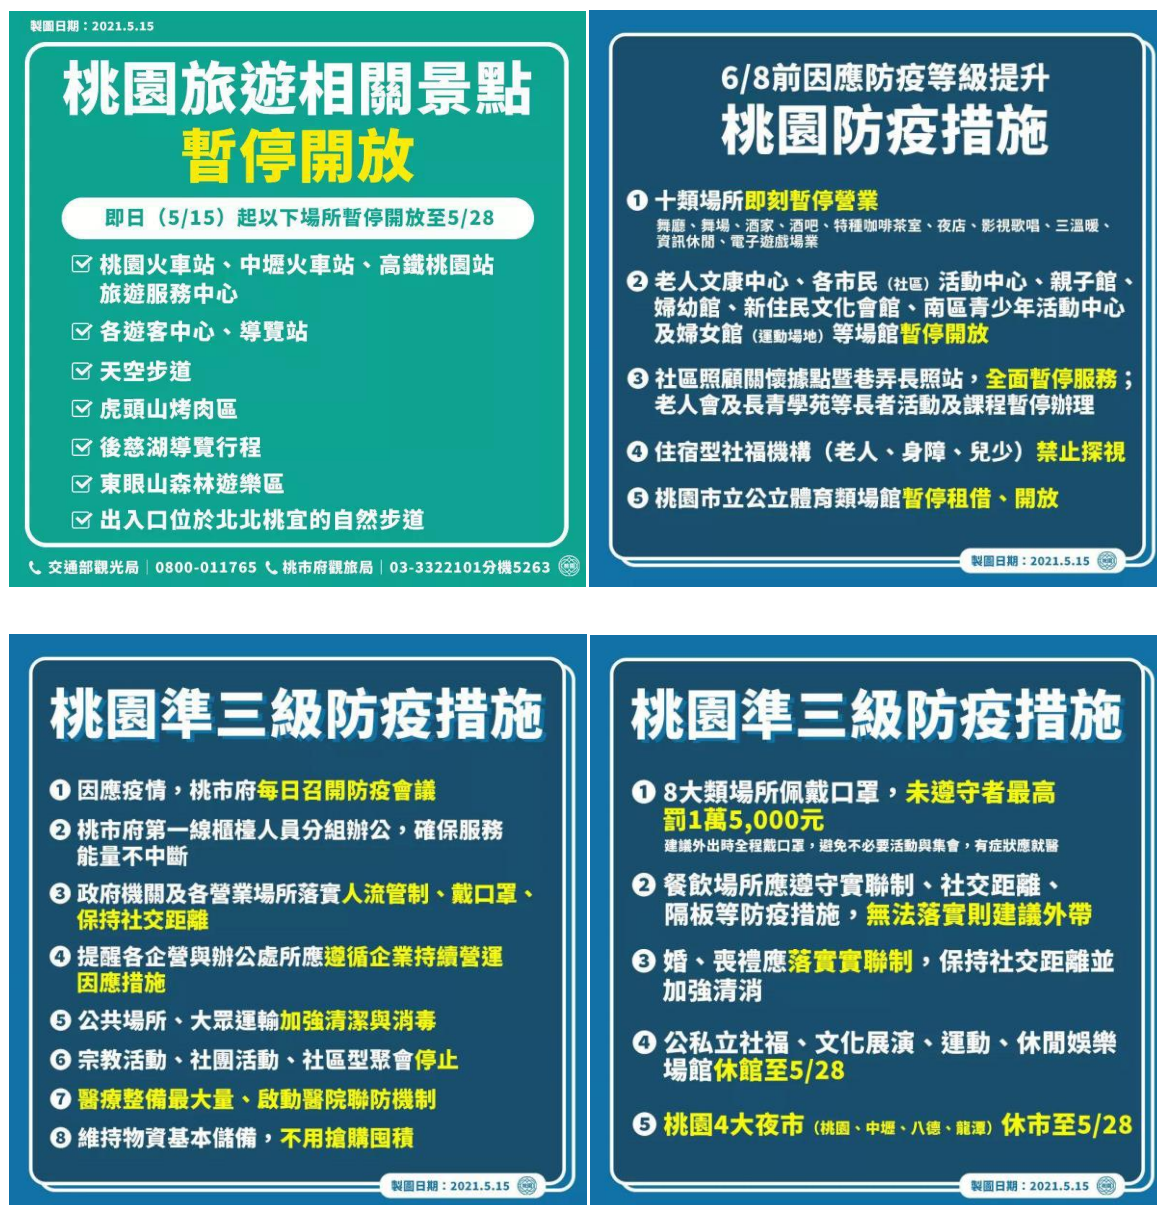 製圖日期：2021.5.15
桃園旅遊相關景點
暫停開放
即日（5/15）起以下場所暫停開放至5/28
桃園火車站、中壢火車站、高鐵桃園站
旅遊服務中心
各遊客中心、導覽站
天空步道
虎頭山烤肉區
後慈湖導覽行程
東眼山森林遊樂區
出入口位於北北桃宜的自然步道
交通部觀光局｜0800-011765 桃市府觀旅局｜03-3322101分機5263
6/8前因應防疫等級提升
桃園防疫措施
❶ 十類場所即刻暫停營業
舞廳、舞場、酒家、酒吧、特種咖啡茶室、夜店、影視歌唱、三溫暖、
資訊休閒、電子遊戲場業
❷ 老人文康中心、各市民（社區）活動中心、親子館、
婦幼館、新住民文化會館、南區青少年活動中心
及婦女館（運動場地）等場館暫停開放
❸ 社區照顧關懷據點暨巷弄長照站，全面暫停服務；
老人會及長青學苑等長者活動及課程暫停辦理
❹ 住宿型社福機構（老人、身障、兒少）禁止探視
❺ 桃園市立公立體育類場館暫停租借、開放
製圖日期：2021.5.15
桃園準三級防疫措施
❶ 因應疫情，桃市府每日召開防疫會議
❷ 桃市府第一線櫃檯人員分組辦公，確保服務
能量不中斷
❸ 政府機關及各營業場所落實人流管制、戴口罩、
保持社交距離
❹ 提醒各企營與辦公處所應遵循企業持續營運
因應措施
❺ 公共場所、大眾運輸加強清潔與消毒
❻ 宗教活動、社團活動、社區型聚會停止
❼ 醫療整備最大量、啟動醫院聯防機制
❽ 維持物資基本儲備，不用搶購囤積
製圖日期：2021.5.15
桃園準三級防疫措施
❶ 8大類場所佩戴口罩，未遵守者最高
罰1萬5,000元
建議外出時全程戴口罩，避免不必要活動與集會，有症狀應就醫
❷ 餐飲場所應遵守實聯制、社交距離、
隔板等防疫措施，無法落實則建議外帶
❸ 婚、喪禮應落實實聯制，保持社交距離並
加強清消
❹ 公私立社福、文化展演、運動、休閒娛樂
場館休館至5/28
❺ 桃園4大夜市（桃園、中壢、八德、龍潭）休市至5/28
製圖日期：2021.5.15